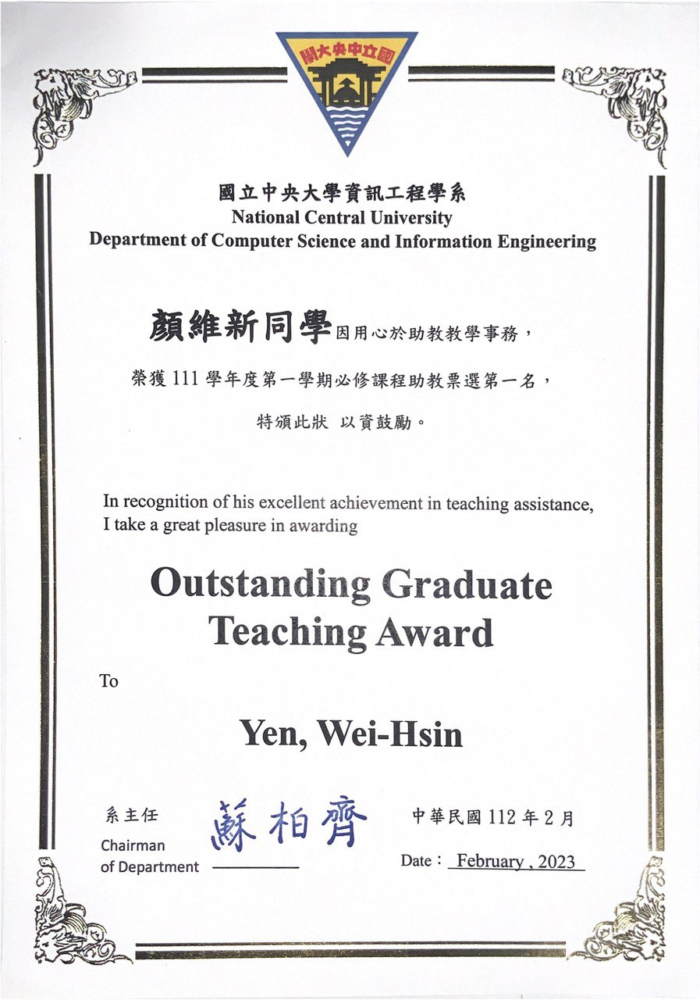 國立中央大學
國立中央大學資訊工程學系
National Central University
Department of Computer Science and Information Engineering
顏維新同學因用心於助教教學事務，
榮獲 111 學年度第一學期必修課程助教票選第一名，
特頒此狀 以資鼓勵。
In recognition of his excellent achievement in teaching assistance,
I take a great pleasure in awarding
Outstanding Graduate
Teaching Award
To
Yen, Wei-Hsin
系主任 蘇柏齊
Chairman
of Department
中華民國 112 年 2 月
Date： February , 2023